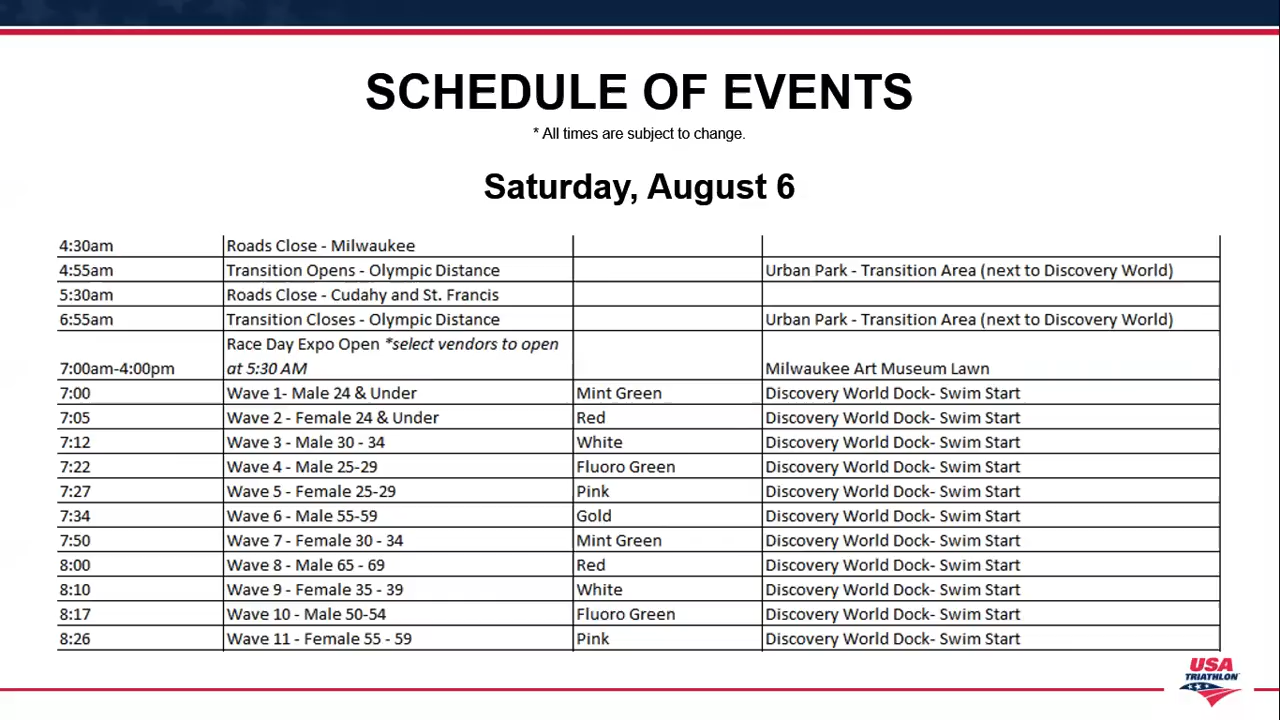 SCHEDULE OF EVENTS
* All times are subject to change.
Saturday, August 6
4:30am Roads Close - Milwaukee
4:55am Transition Opens - Olympic Distance Urban Park - Transition Area (next to Discovery World)
5:30am Roads Close - Cudahy and St. Francis
6:55am Transition Closes - Olympic Distance Urban Park - Transition Area (next to Discovery World)
Race Day Expo Open *select vendors to open
7:00am-4:00pm at 5:30 AM Milwaukee Art Museum Lawn
7:00 Wave 1- Male 24 & Under Mint Green Discovery World Dock- Swim Start
7:05 Wave 2 - Female 24 & Under Red Discovery World Dock- Swim Start
7:12 Wave 3 - Male 30 - 34 White Discovery World Dock- Swim Start
7:22 Wave 4 - Male 25-29 Fluoro Green Discovery World Dock- Swim Start
7:27 Wave 5 - Female 25-29 Pink Discovery World Dock- Swim Start
7:34 Wave 6 - Male 55-59 Gold Discovery World Dock- Swim Start
7:50 Wave 7 - Female 30 - 34 Mint Green Discovery World Dock- Swim Start
8:00 Wave 8 - Male 65 - 69 Red Discovery World Dock- Swim Start
8:10 Wave 9 - Female 35 - 39 White Discovery World Dock- Swim Start
8:17 Wave 10 - Male 50-54 Fluoro Green Discovery World Dock- Swim Start
8:26 Wave 11 - Female 55 - 59 Pink Discovery World Dock- Swim Start
USA
TRIATHLON